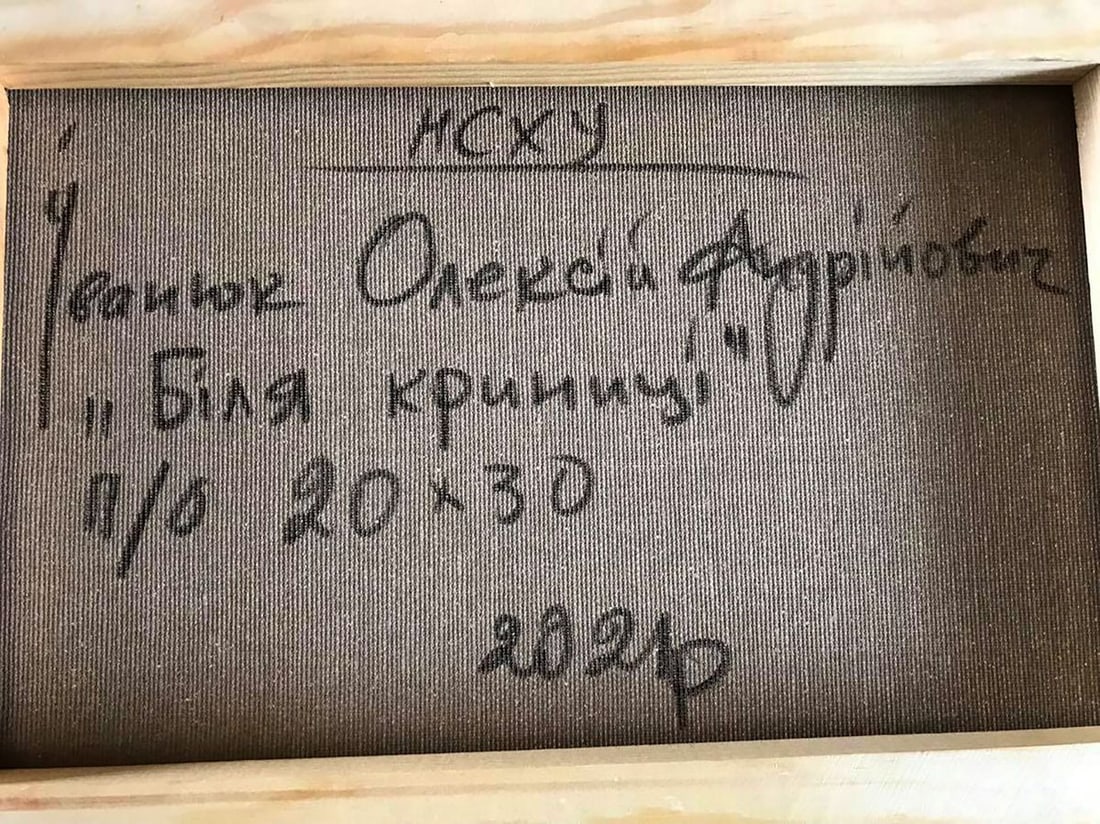 НСХУ
Іванюк Олексій Андрійович
„Біля криниці"
п/о 20×30
2021р